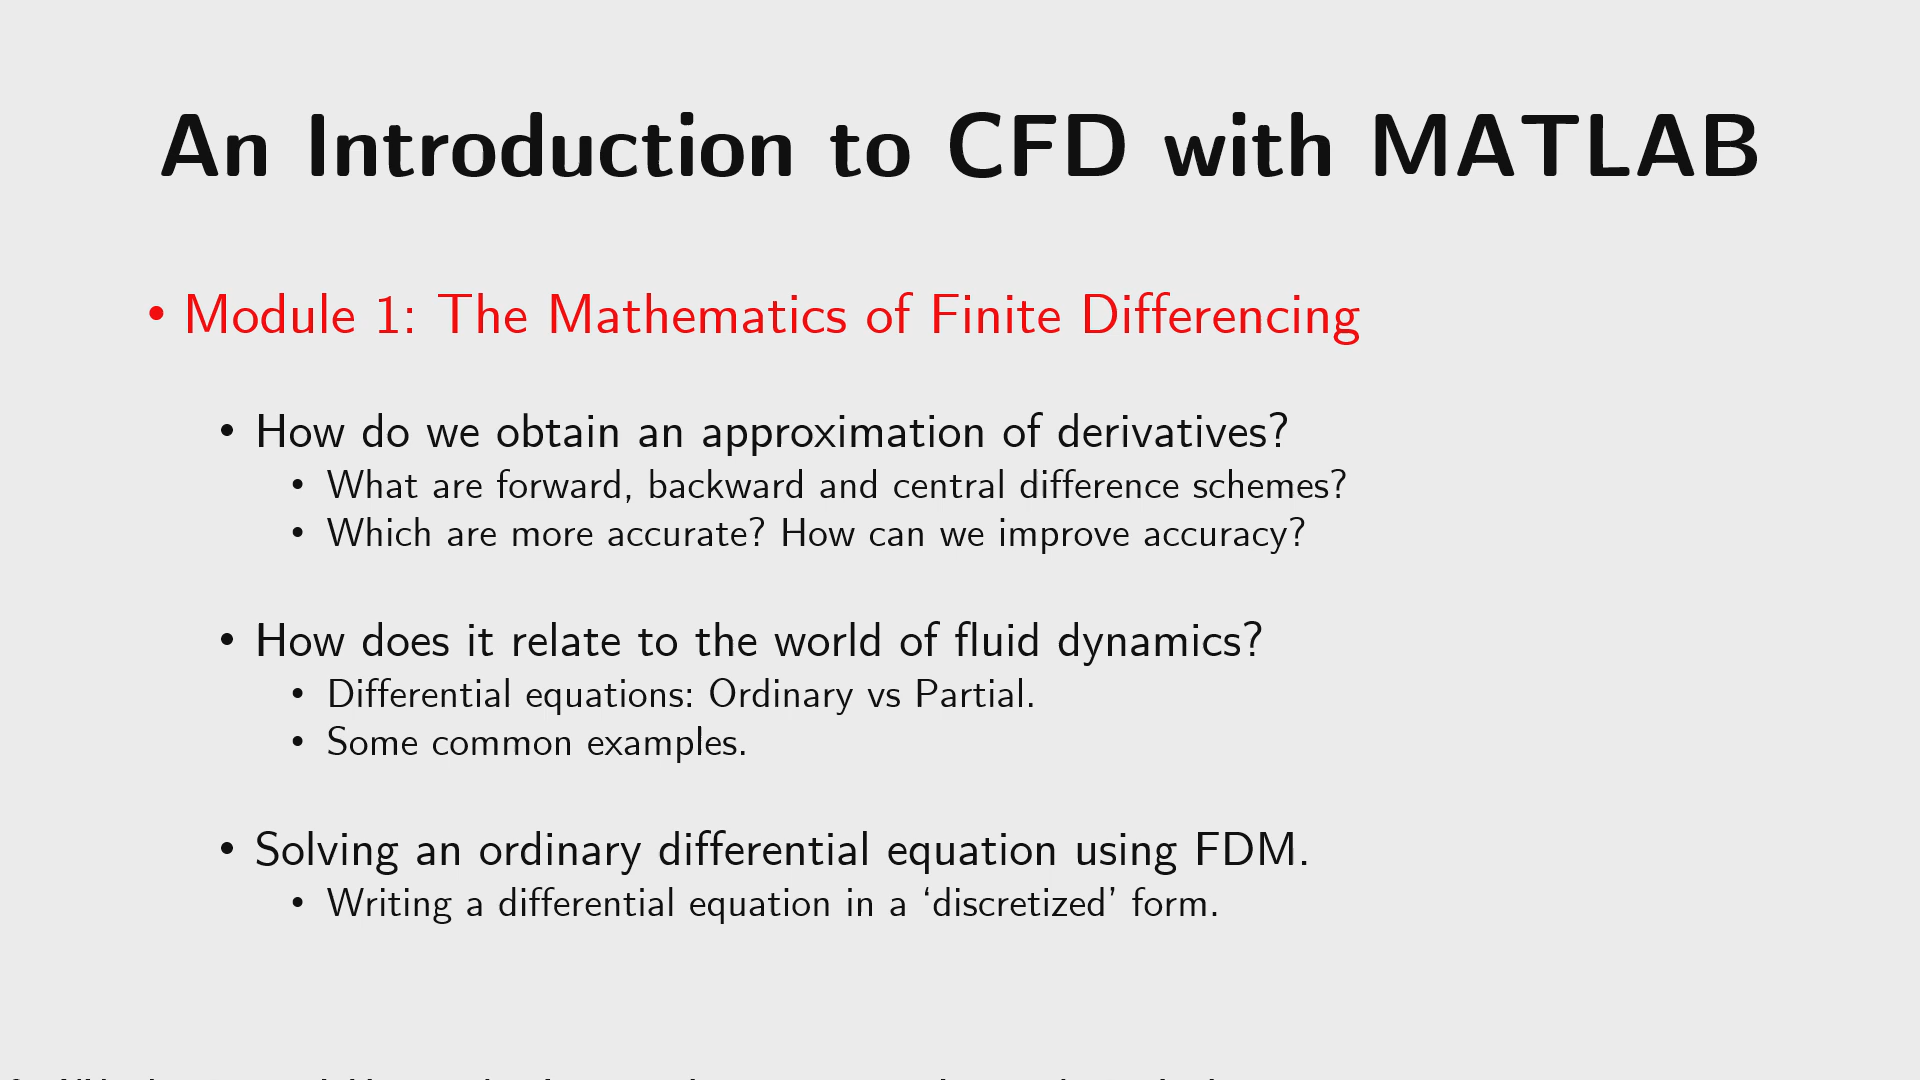 An Introduction to CFD with MATLAB
• Module 1: The Mathematics of Finite Differencing
• How do we obtain an approximation of derivatives?
• What are forward, backward and central difference schemes?
• Which are more accurate? How can we improve accuracy?
• How does it relate to the world of fluid dynamics?
• Differential equations: Ordinary vs Partial.
• Some common examples.
• Solving an ordinary differential equation using FDM.
• Writing a differential equation in a ‘discretized’ form.